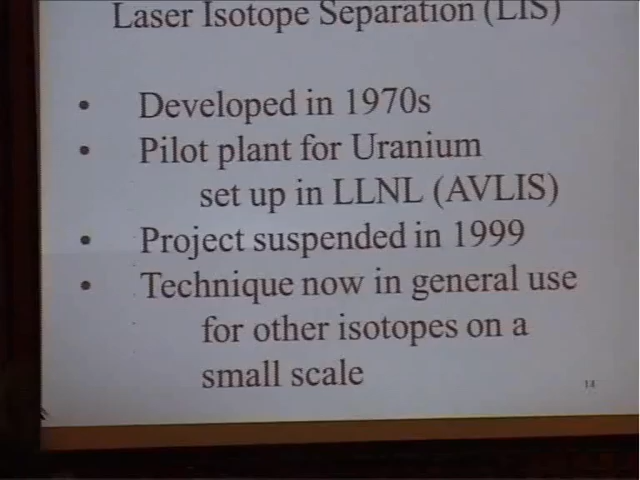 Laser Isotope Separation (LIS)
• Developed in 1970s
• Pilot plant for Uranium
set up in LLNL (AVLIS)
• Project suspended in 1999
• Technique now in general use
for other isotopes on a
small scale
14